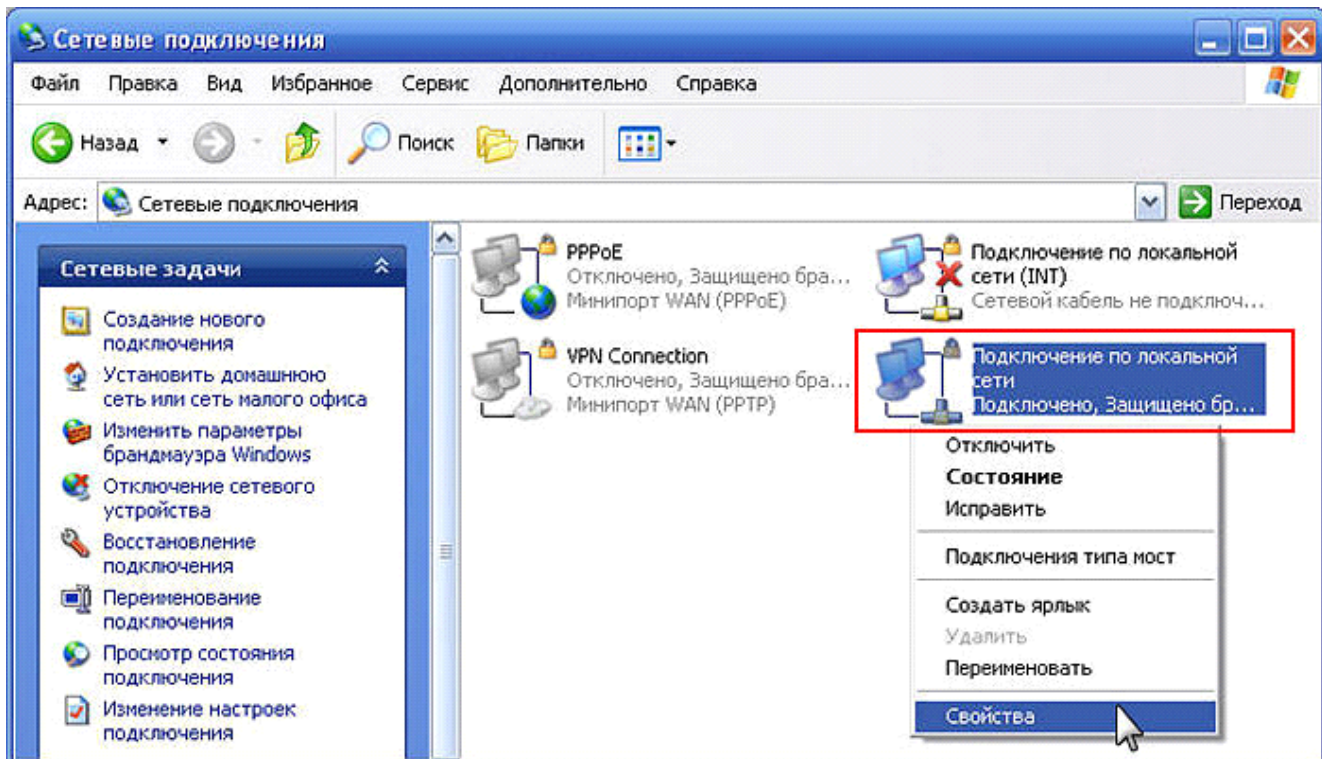 Сетевые подключения
Файл Правка Вид Избранное Сервис Дополнительно Справка
Назад Поиск Папки
Адрес: Сетевые подключения Переход
Сетевые задачи
Создание нового
подключения
Установить домашнюю
сеть или сеть малого офиса
Изменить параметры
брандмауэра Windows
Отключение сетевого
устройства
Восстановление
подключения
Переименование
подключения
Просмотр состояния
подключения
Изменение настроек
подключения
PPPoE
Отключено, Защищено бра...
Минипорт WAN (PPPoE)
Подключение по локальной
сети (INT)
Сетевой кабель не подключ...
VPN Connection
Отключено, Защищено бра...
Минипорт WAN (PPTP)
Подключение по локальной
сети
Подключено, Защищено бр...
Отключить
Состояние
Исправить
Подключения типа мост
Создать ярлык
Удалить
Переименовать
Свойства